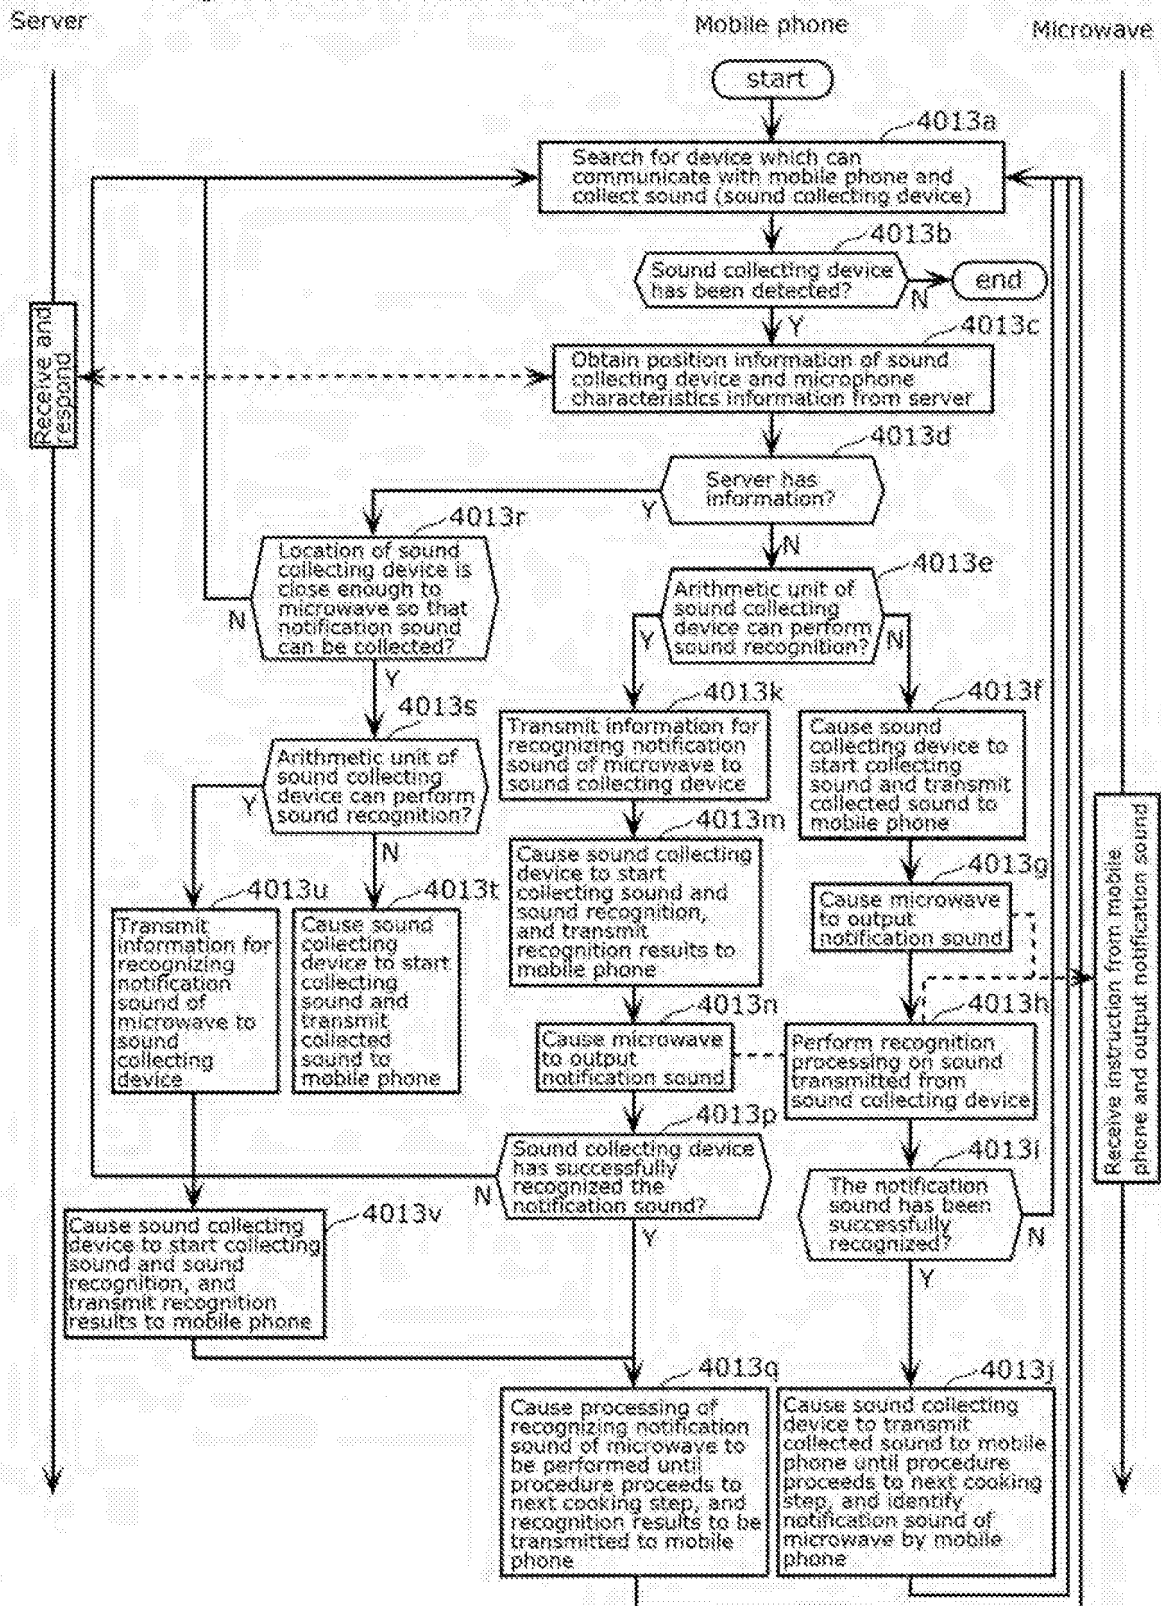 Server
Mobile phone
Microwave
start
4013a
Search for device which can
communicate with mobile phone and
collect sound (sound collecting device)
4013b
Sound collecting device
has been detected?
N
end
Y
4013c
Receive and
respond
Obtain position information of sound
collecting device and microphone
characteristics information from server
4013d
Server has
information?
Y
N
4013r
Location of sound
collecting device is
close enough to
microwave so that
notification sound
can be collected?
N
Y
4013e
Arithmetic unit of
sound collecting
device can perform
sound recognition?
Y
N
4013s
Arithmetic unit of
sound collecting
device can perform
sound recognition?
Y
N
4013k
Transmit information for
recognizing notification
sound of microwave to
sound collecting device
4013f
Cause sound
collecting device to
start collecting
sound and transmit
collected sound to
mobile phone
4013m
Cause sound collecting
device to start
collecting sound and
sound recognition,
and transmit
recognition results to
mobile phone
4013g
Cause microwave
to output
notification sound
Receive instruction from mobile
phone and output notification sound
4013u
Transmit
information for
recognizing
notification
sound of
microwave to
sound
collecting
device
4013t
Cause sound
collecting
device to start
collecting
sound and
transmit
collected
sound to
mobile phone
4013n
Cause microwave
to output
notification sound
4013h
Perform recognition
processing on sound
transmitted from
sound collecting device
4013p
Sound collecting device
has successfully
recognized the
notification sound?
N
Y
4013i
The notification
sound has been
successfully
recognized?
N
Y
4013v
Cause sound collecting
device to start collecting
sound and sound
recognition, and
transmit recognition
results to mobile phone
4013q
Cause processing of
recognizing notification
sound of microwave to
be performed until
procedure proceeds to
next cooking step, and
recognition results to be
transmitted to mobile
phone
4013j
Cause sound collecting
device to transmit
collected sound to mobile
phone until procedure
proceeds to next cooking
step, and identify
notification sound of
microwave by mobile
phone